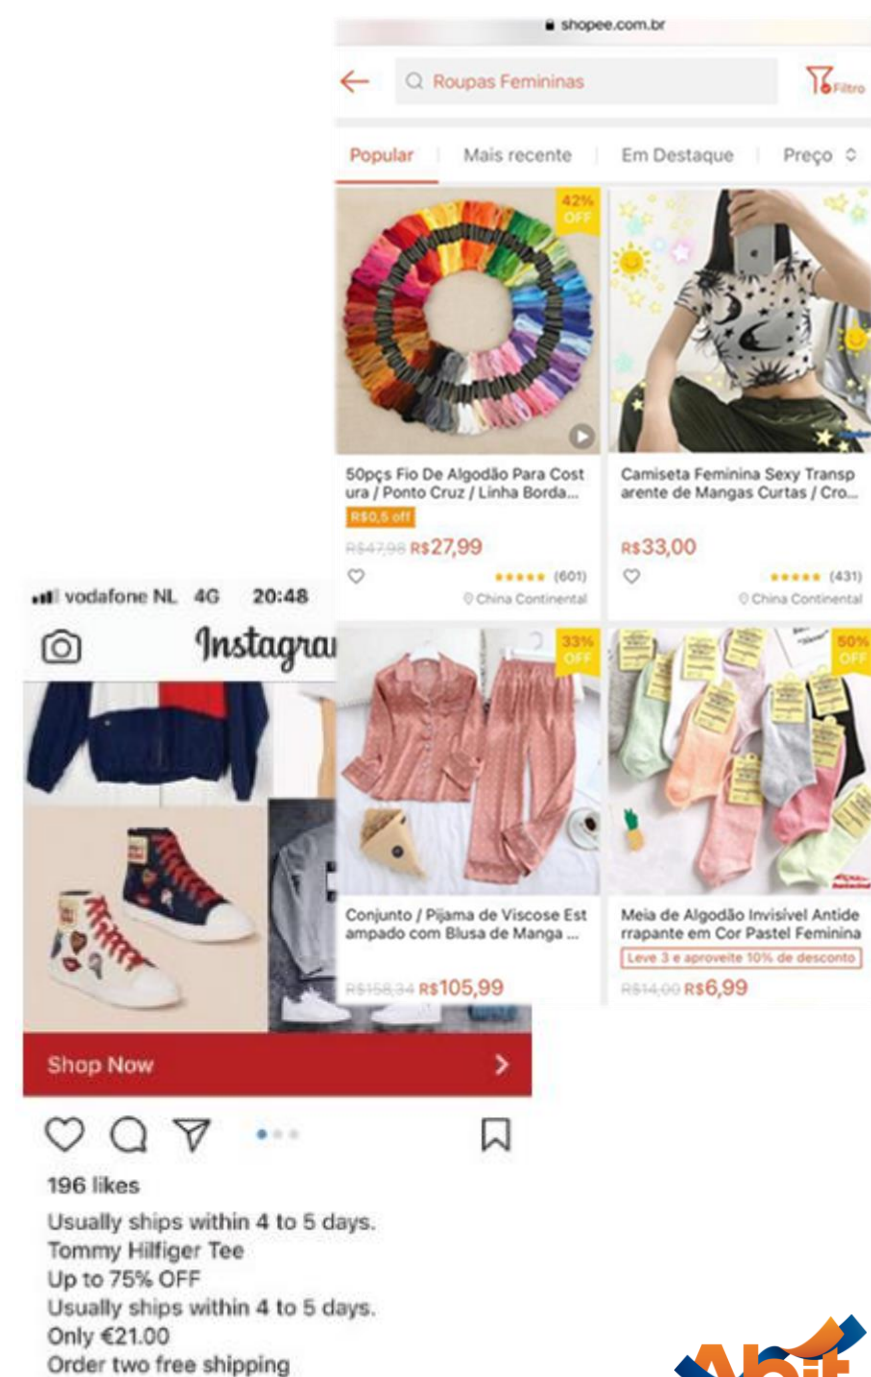 shopee.com.br
Roupas Femininas
Filtro
Popular
Mais recente
Em Destaque
Preço
42%
OFF
50pçs Fio De Algodão Para Cost
ura / Ponto Cruz / Linha Borda...
R$0,5 off
R$47,98 R$27,99
(601)
China Continental
Camiseta Feminina Sexy Transp
arente de Mangas Curtas / Cro...
R$33,00
(431)
China Continental
33%
OFF
Conjunto / Pijama de Viscose Est
ampado com Blusa de Manga ...
R$158,34 R$105,99
50%
OFF
Meia de Algodão Invisível Antide
rrapante em Cor Pastel Feminina
Leve 3 e aproveite 10% de desconto
R$14,00 R$6,99
vodafone NL 4G 20:48
Instagra
Shop Now
196 likes
Usually ships within 4 to 5 days.
Tommy Hilfiger Tee
Up to 75% OFF
Usually ships within 4 to 5 days.
Only €21.00
Order two free shipping
Abit